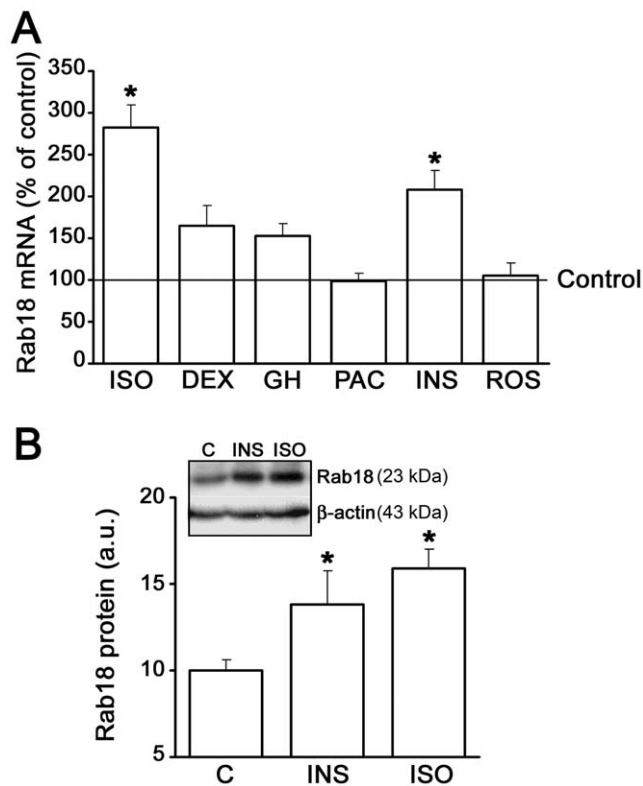 A
Rab18 mRNA (% of control)
350
300
250
200
150
100
50
0
*
*
Control
ISO DEX GH PAC INS ROS
B
C INS ISO
Rab18 (23 kDa)
β-actin (43 kDa)
Rab18 protein (a.u.)
20
15
10
5
*
*
C INS ISO